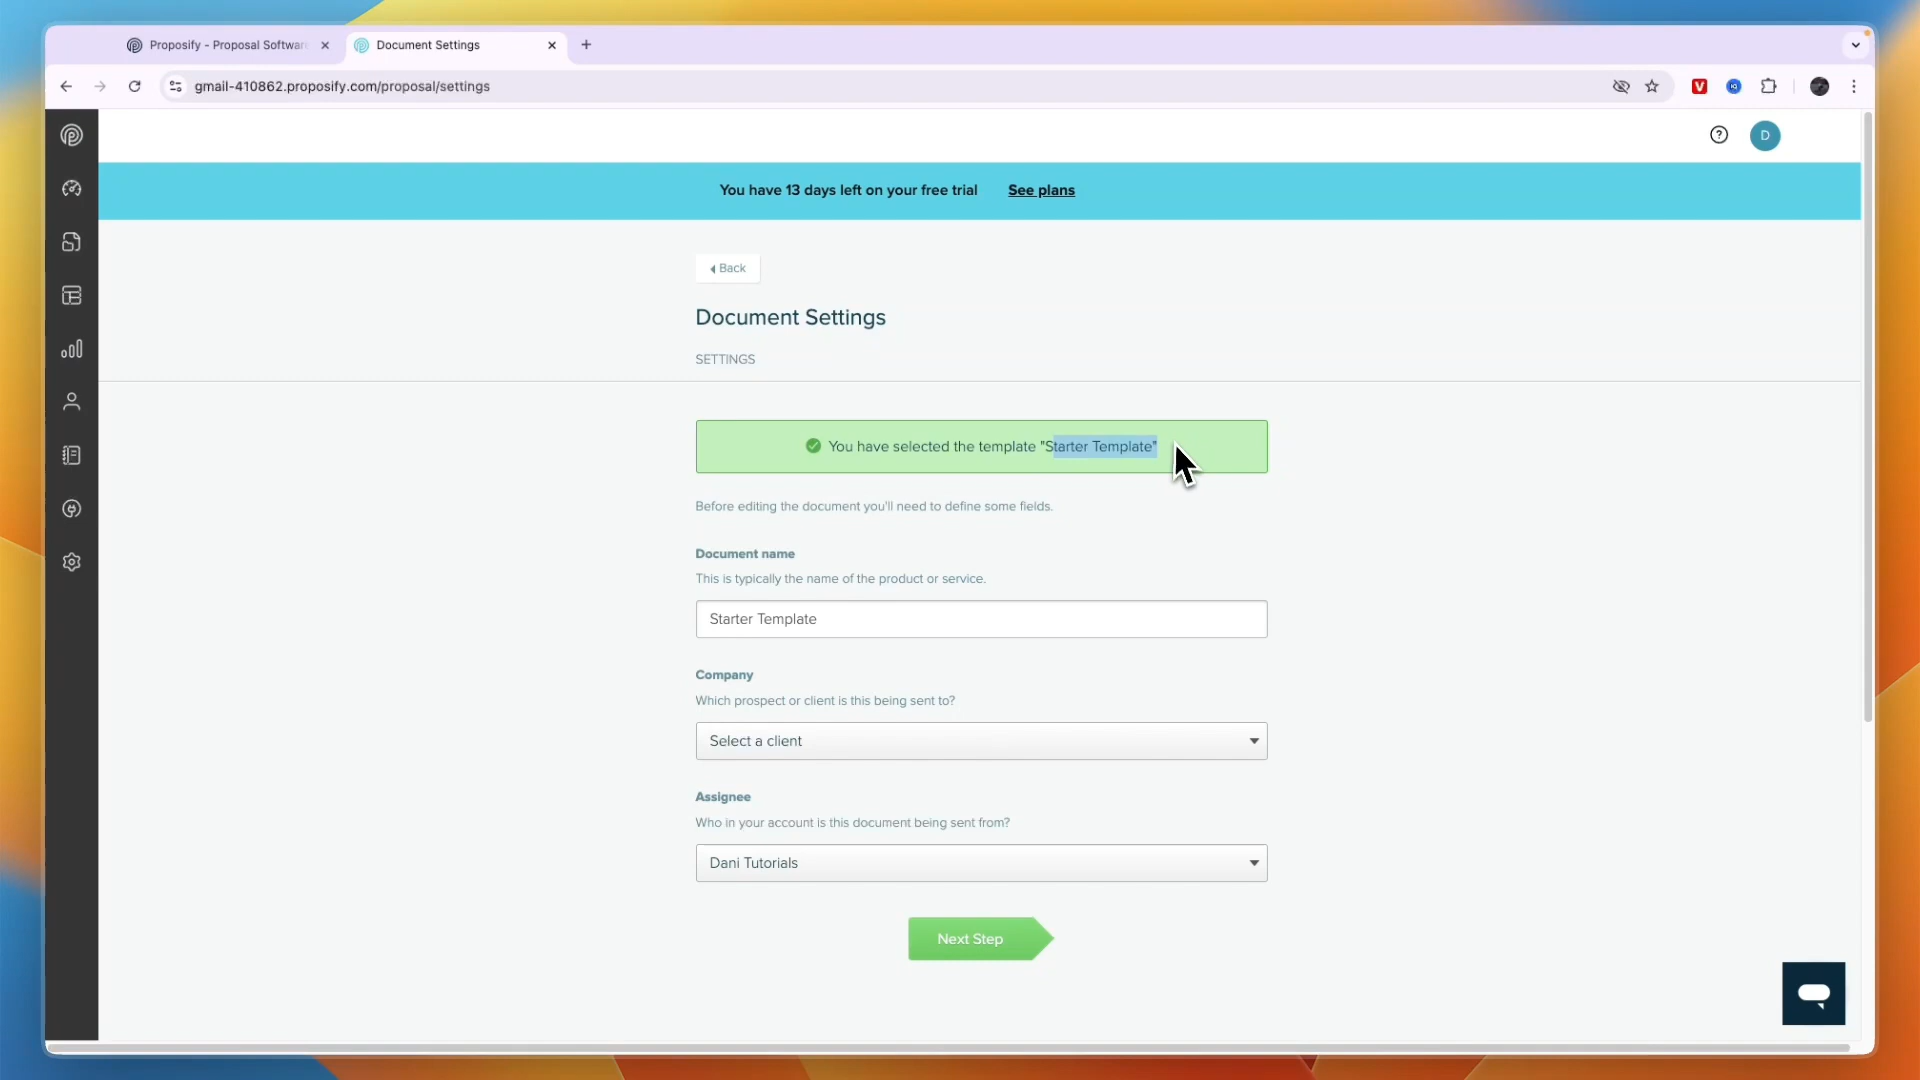 Proposify - Proposal Softwar
Document Settings
gmail-410862.proposify.com/proposal/settings
D
You have 13 days left on your free trial See plans
Back
Document Settings
SETTINGS
You have selected the template "Starter Template"
Before editing the document you'll need to define some fields.
Document name
This is typically the name of the product or service.
Starter Template
Company
Which prospect or client is this being sent to?
Select a client
Assignee
Who in your account is this document being sent from?
Dani Tutorials
Next Step